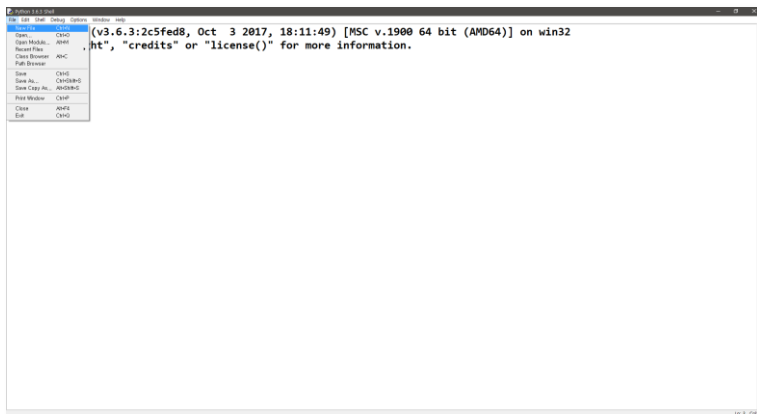 Python 3.6.3 Shell
File Edit Shell Debug Options Window Help
New File Ctrl+N
Open... Ctrl+O
Open Module... Alt+M
Recent Files
Class Browser Alt+C
Path Browser
Save Ctrl+S
Save As... Ctrl+Shift+S
Save Copy As... Alt+Shift+S
Print Window Ctrl+P
Close Alt+F4
Exit Ctrl+Q
(v3.6.3:2c5fed8, Oct 3 2017, 18:11:49) [MSC v.1900 64 bit (AMD64)] on win32
ht", "credits" or "license()" for more information.